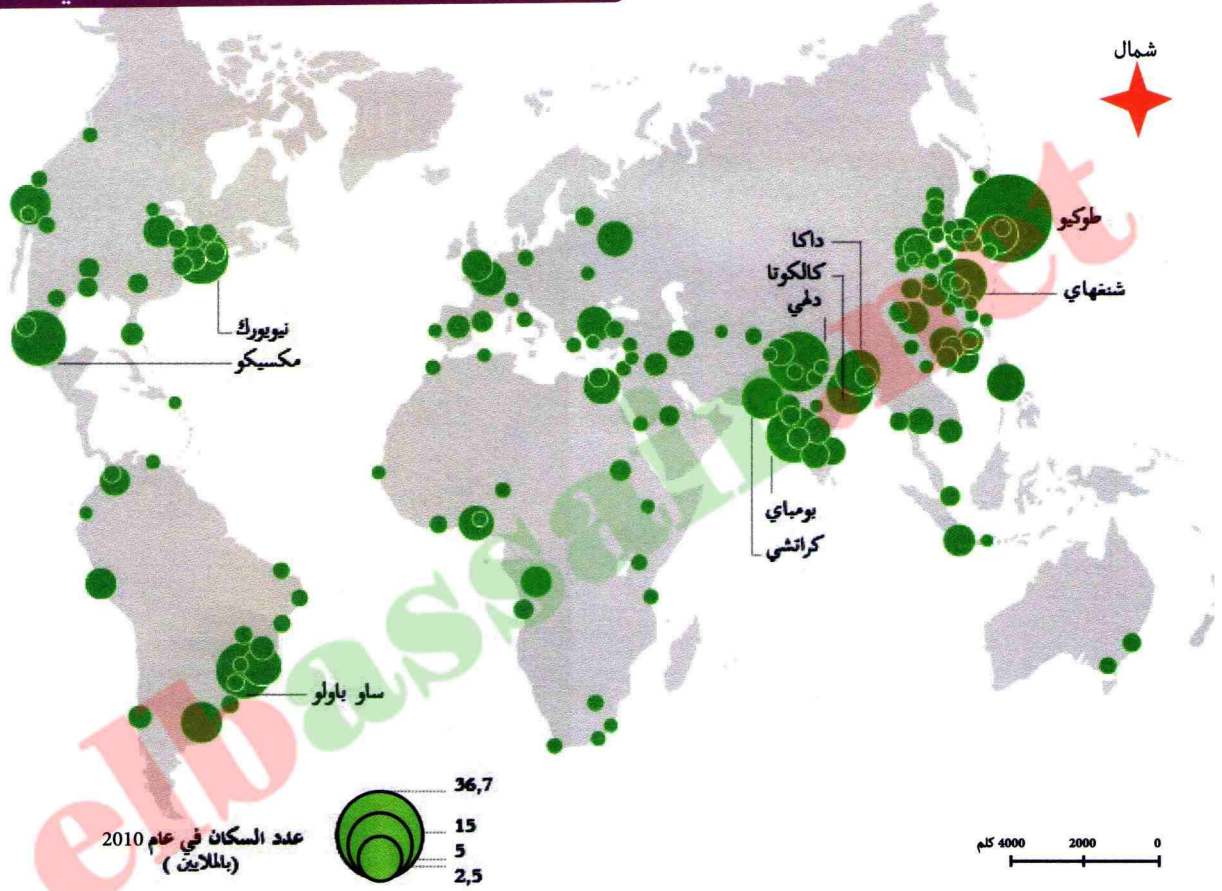 شمال
طوكيو
داكا
كالكوتا
دلهي
شنغهاي
نيويورك
مكسيكو
بومباي
كراتشي
ساو باولو
36,7
15
5
2,5
عدد السكان في عام 2010
(بالملايين )
0 2000 4000 كلم
elbassair.net